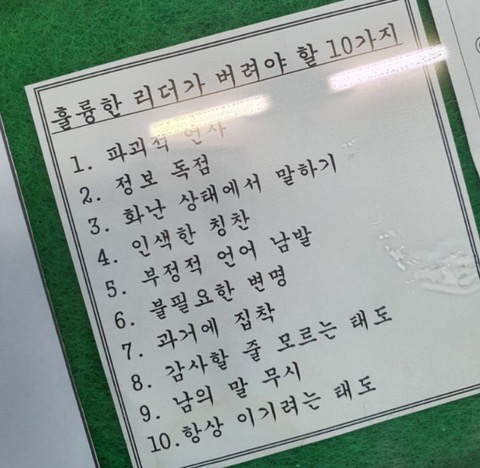 훌륭한 리더가 버려야 할 10가지
1. 파괴적 언사
2. 정보 독점
3. 화난 상태에서 말하기
4. 인색한 칭찬
5. 부정적 언어 남발
6. 불필요한 변명
7. 과거에 집착
8. 감사할 줄 모르는 태도
9. 남의 말 무시
10.항상 이기려는 태도